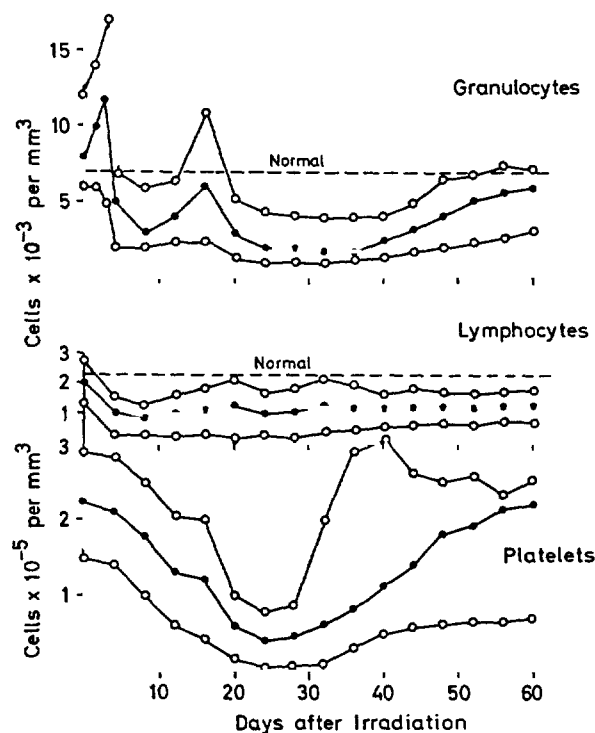 15
10
5
Granulocytes
Normal
Cells x 10⁻³ per mm³
Lymphocytes
3
2
1
Normal
3
2
1
Cells x 10⁻⁵ per mm³
Platelets
10 20 30 40 50 60
Days after Irradiation